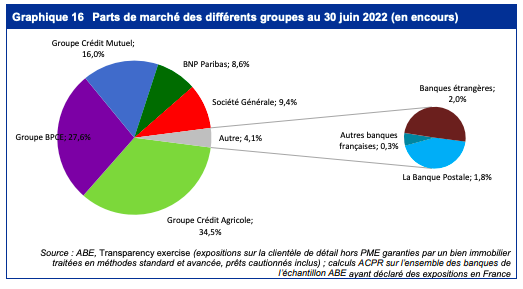 Graphique 16 Parts de marché des différents groupes au 30 juin 2022 (en encours)
Groupe Crédit Mutuel;
16,0%
BNP Paribas; 8,6%
Société Générale; 9,4%
Banques étrangères;
2,0%
Groupe BPCE; 27,6%
Autre; 4,1%
Autres banques
françaises; 0,3%
La Banque Postale; 1,8%
Groupe Crédit Agricole;
34,5%
Source : ABE, Transparency exercise (expositions sur la clientèle de détail hors PME garanties par un bien immobilier
traitées en méthodes standard et avancée, prêts cautionnés inclus) ; calculs ACPR sur l'ensemble des banques de
l'échantillon ABE ayant déclaré des expositions en France